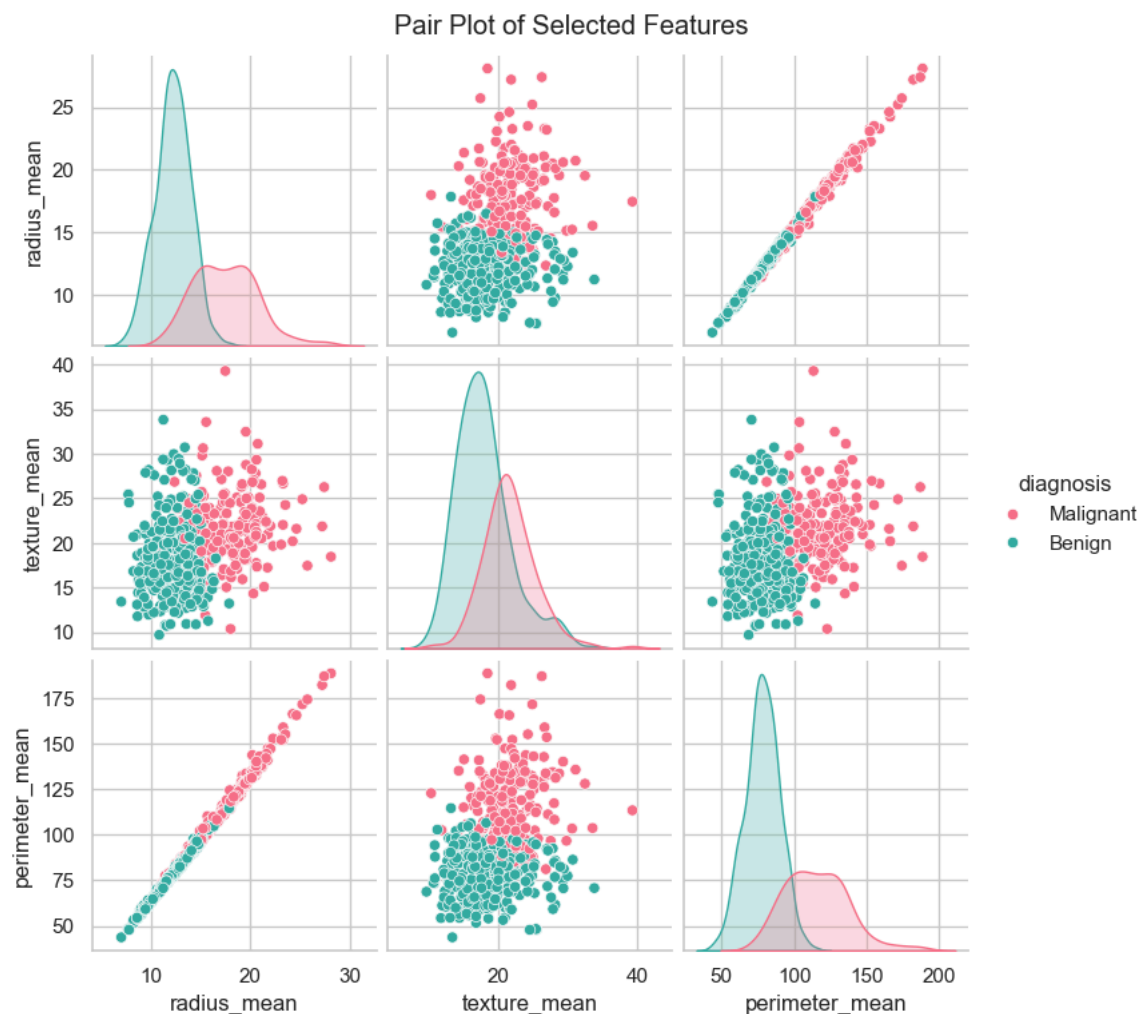 Pair Plot of Selected Features
radius_mean
25
20
15
10
texture_mean
40
35
30
25
20
15
10
perimeter_mean
175
150
125
100
75
50
10 20 30
20 40
50 100 150 200
radius_mean
texture_mean
perimeter_mean
diagnosis
Malignant
Benign